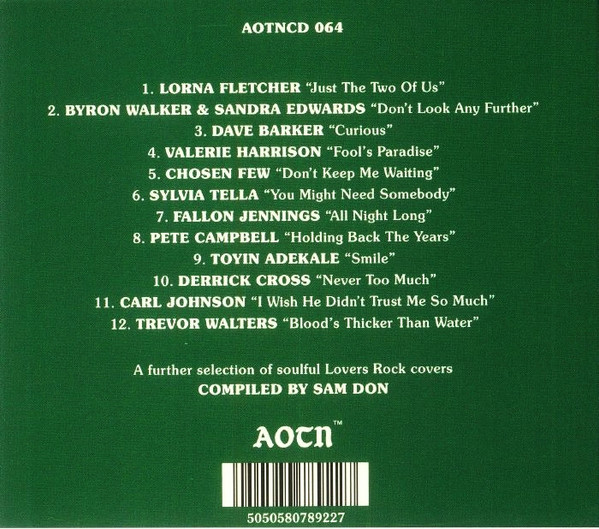 AOTNCD 064
1. LORNA FLETCHER “Just The Two Of Us”
2. BYRON WALKER & SANDRA EDWARDS “Don’t Look Any Further”
3. DAVE BARKER “Curious”
4. VALERIE HARRISON “Fool’s Paradise”
5. CHOSEN FEW “Don’t Keep Me Waiting”
6. SYLVIA TELLA “You Might Need Somebody”
7. FALLON JENNINGS “All Night Long”
8. PETE CAMPBELL “Holding Back The Years”
9. TOYIN ADEKALE “Smile”
10. DERRICK CROSS “Never Too Much”
11. CARL JOHNSON “I Wish He Didn’t Trust Me So Much”
12. TREVOR WALTERS “Blood’s Thicker Than Water”
A further selection of soulful Lovers Rock covers
COMPILED BY SAM DON
AOTN™
5050580789227